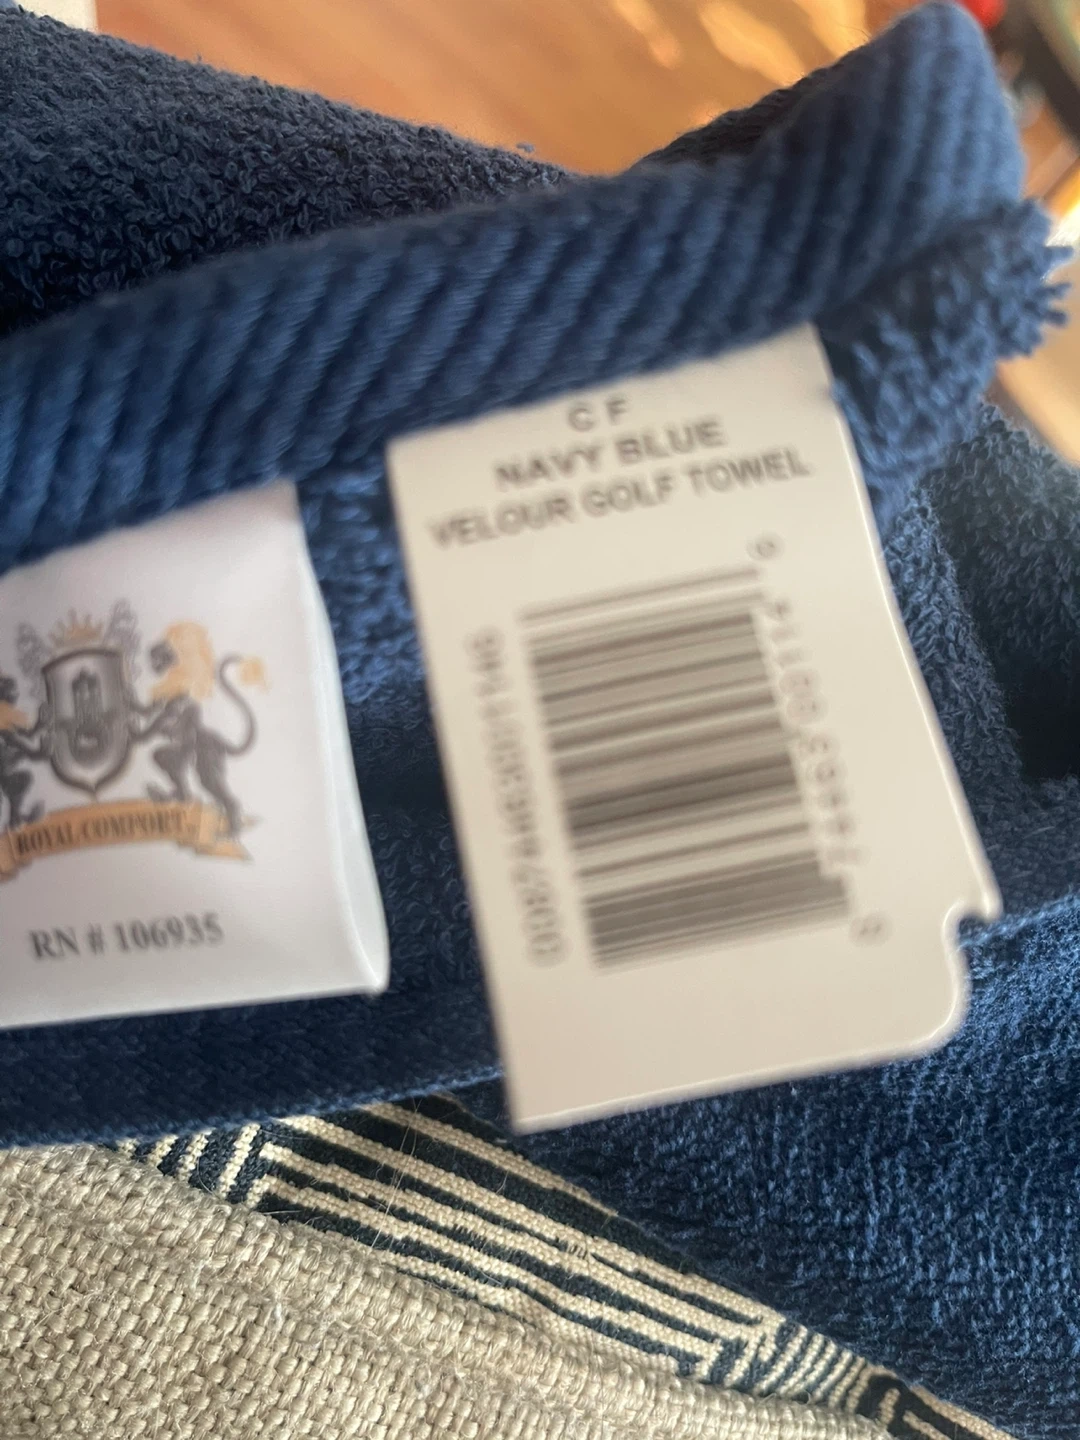 C F
NAVY BLUE
VELOUR GOLF TOWEL
ROYAL COMFORT
RN # 106935